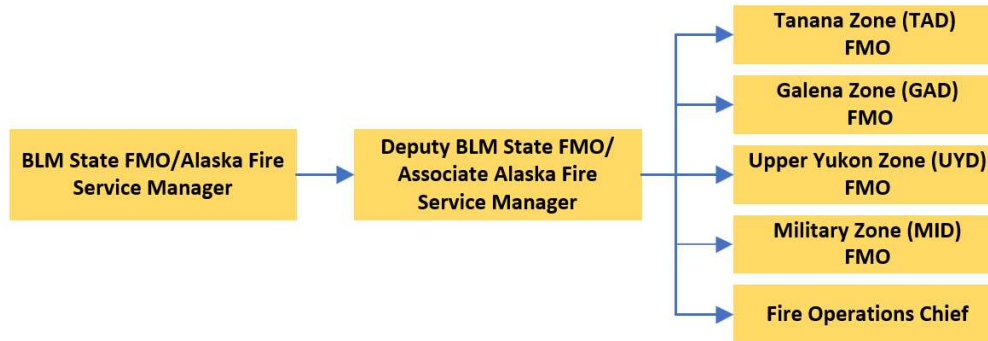 BLM State FMO/Alaska Fire
Service Manager
Deputy BLM State FMO/
Associate Alaska Fire
Service Manager
Tanana Zone (TAD)
FMO
Galena Zone (GAD)
FMO
Upper Yukon Zone (UYD)
FMO
Military Zone (MID)
FMO
Fire Operations Chief